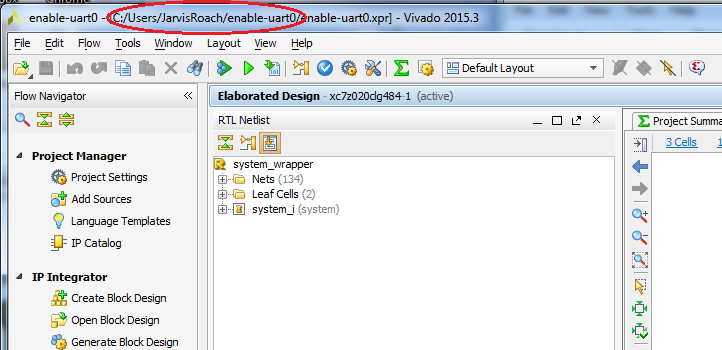 enable-uart0 - [C:/Users/JarvisRoach/enable-uart0/enable-uart0.xpr] - Vivado 2015.3
File Edit Flow Tools Window Layout View Help
Default Layout
Flow Navigator
Elaborated Design - xc7z020clg484-1 (active)
RTL Netlist
Project Summa
3 Cells 1
system_wrapper
Nets (134)
Leaf Cells (2)
system_i (system)
Project Manager
Project Settings
Add Sources
Language Templates
IP Catalog
IP Integrator
Create Block Design
Open Block Design
Generate Block Design